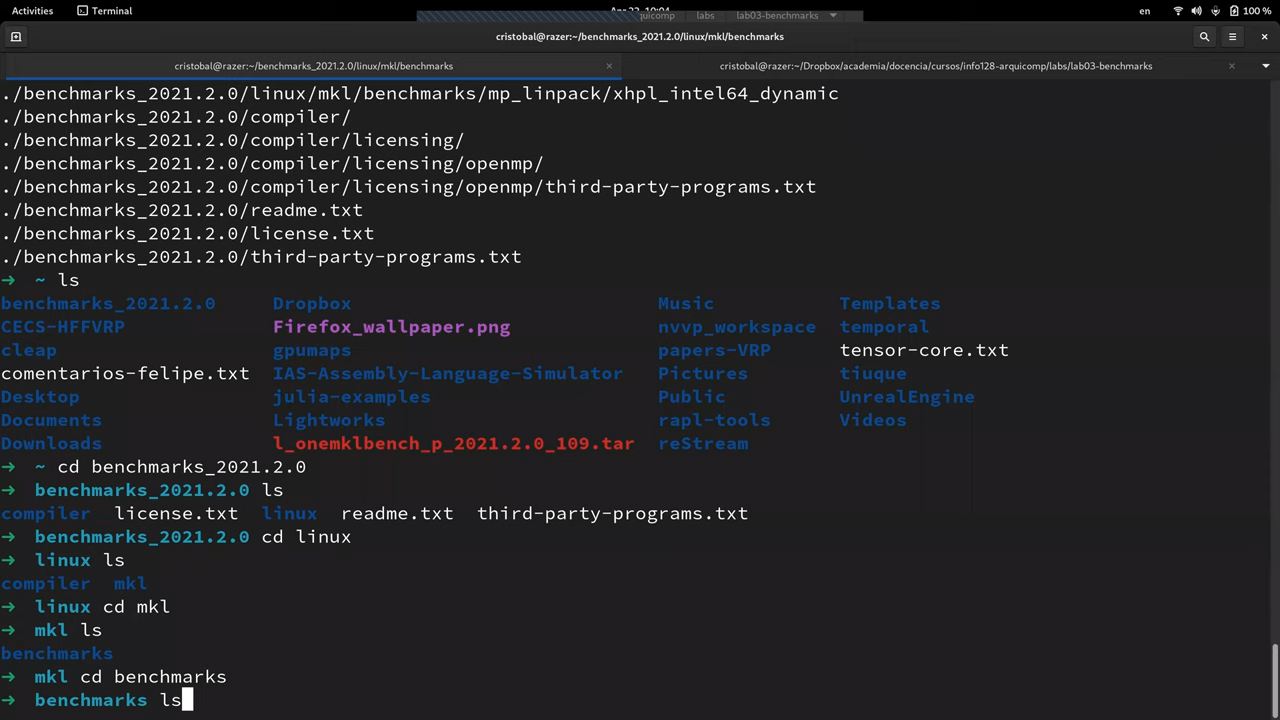 Activities Terminal Apr 22, 10:04 quicomp labs lab03-benchmarks en 100 %
cristobal@razer:~/benchmarks_2021.2.0/linux/mkl/benchmarks
cristobal@razer:~/benchmarks_2021.2.0/linux/mkl/benchmarks × cristobal@razer:~/Dropbox/academia/docencia/cursos/info128-arquicomp/labs/lab03-benchmarks ×
./benchmarks_2021.2.0/linux/mkl/benchmarks/mp_linpack/xhpl_intel64_dynamic
./benchmarks_2021.2.0/compiler/
./benchmarks_2021.2.0/compiler/licensing/
./benchmarks_2021.2.0/compiler/licensing/openmp/
./benchmarks_2021.2.0/compiler/licensing/openmp/third-party-programs.txt
./benchmarks_2021.2.0/readme.txt
./benchmarks_2021.2.0/license.txt
./benchmarks_2021.2.0/third-party-programs.txt
→ ~ ls
benchmarks_2021.2.0 Dropbox Music Templates
CECS-HFFVRP Firefox_wallpaper.png nvvp_workspace temporal
cleap gpumaps papers-VRP tensor-core.txt
comentarios-felipe.txt IAS-Assembly-Language-Simulator Pictures tiuque
Desktop julia-examples Public UnrealEngine
Documents Lightworks rapl-tools Videos
Downloads l_onemklbench_p_2021.2.0_109.tar reStream
→ ~ cd benchmarks_2021.2.0
→ benchmarks_2021.2.0 ls
compiler license.txt linux readme.txt third-party-programs.txt
→ benchmarks_2021.2.0 cd linux
→ linux ls
compiler mkl
→ linux cd mkl
→ mkl ls
benchmarks
→ mkl cd benchmarks
→ benchmarks ls